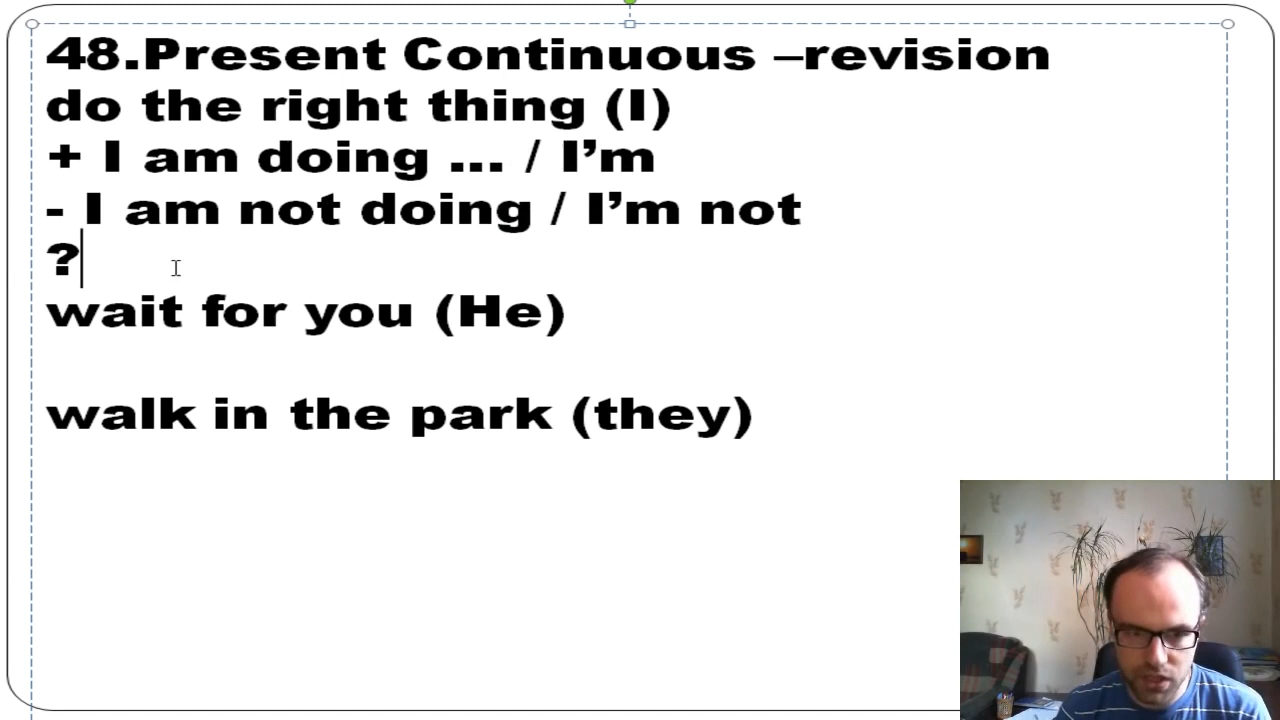 48.Present Continuous –revision
do the right thing (I)
+ I am doing ... / I’m
- I am not doing / I’m not
?
wait for you (He)
walk in the park (they)